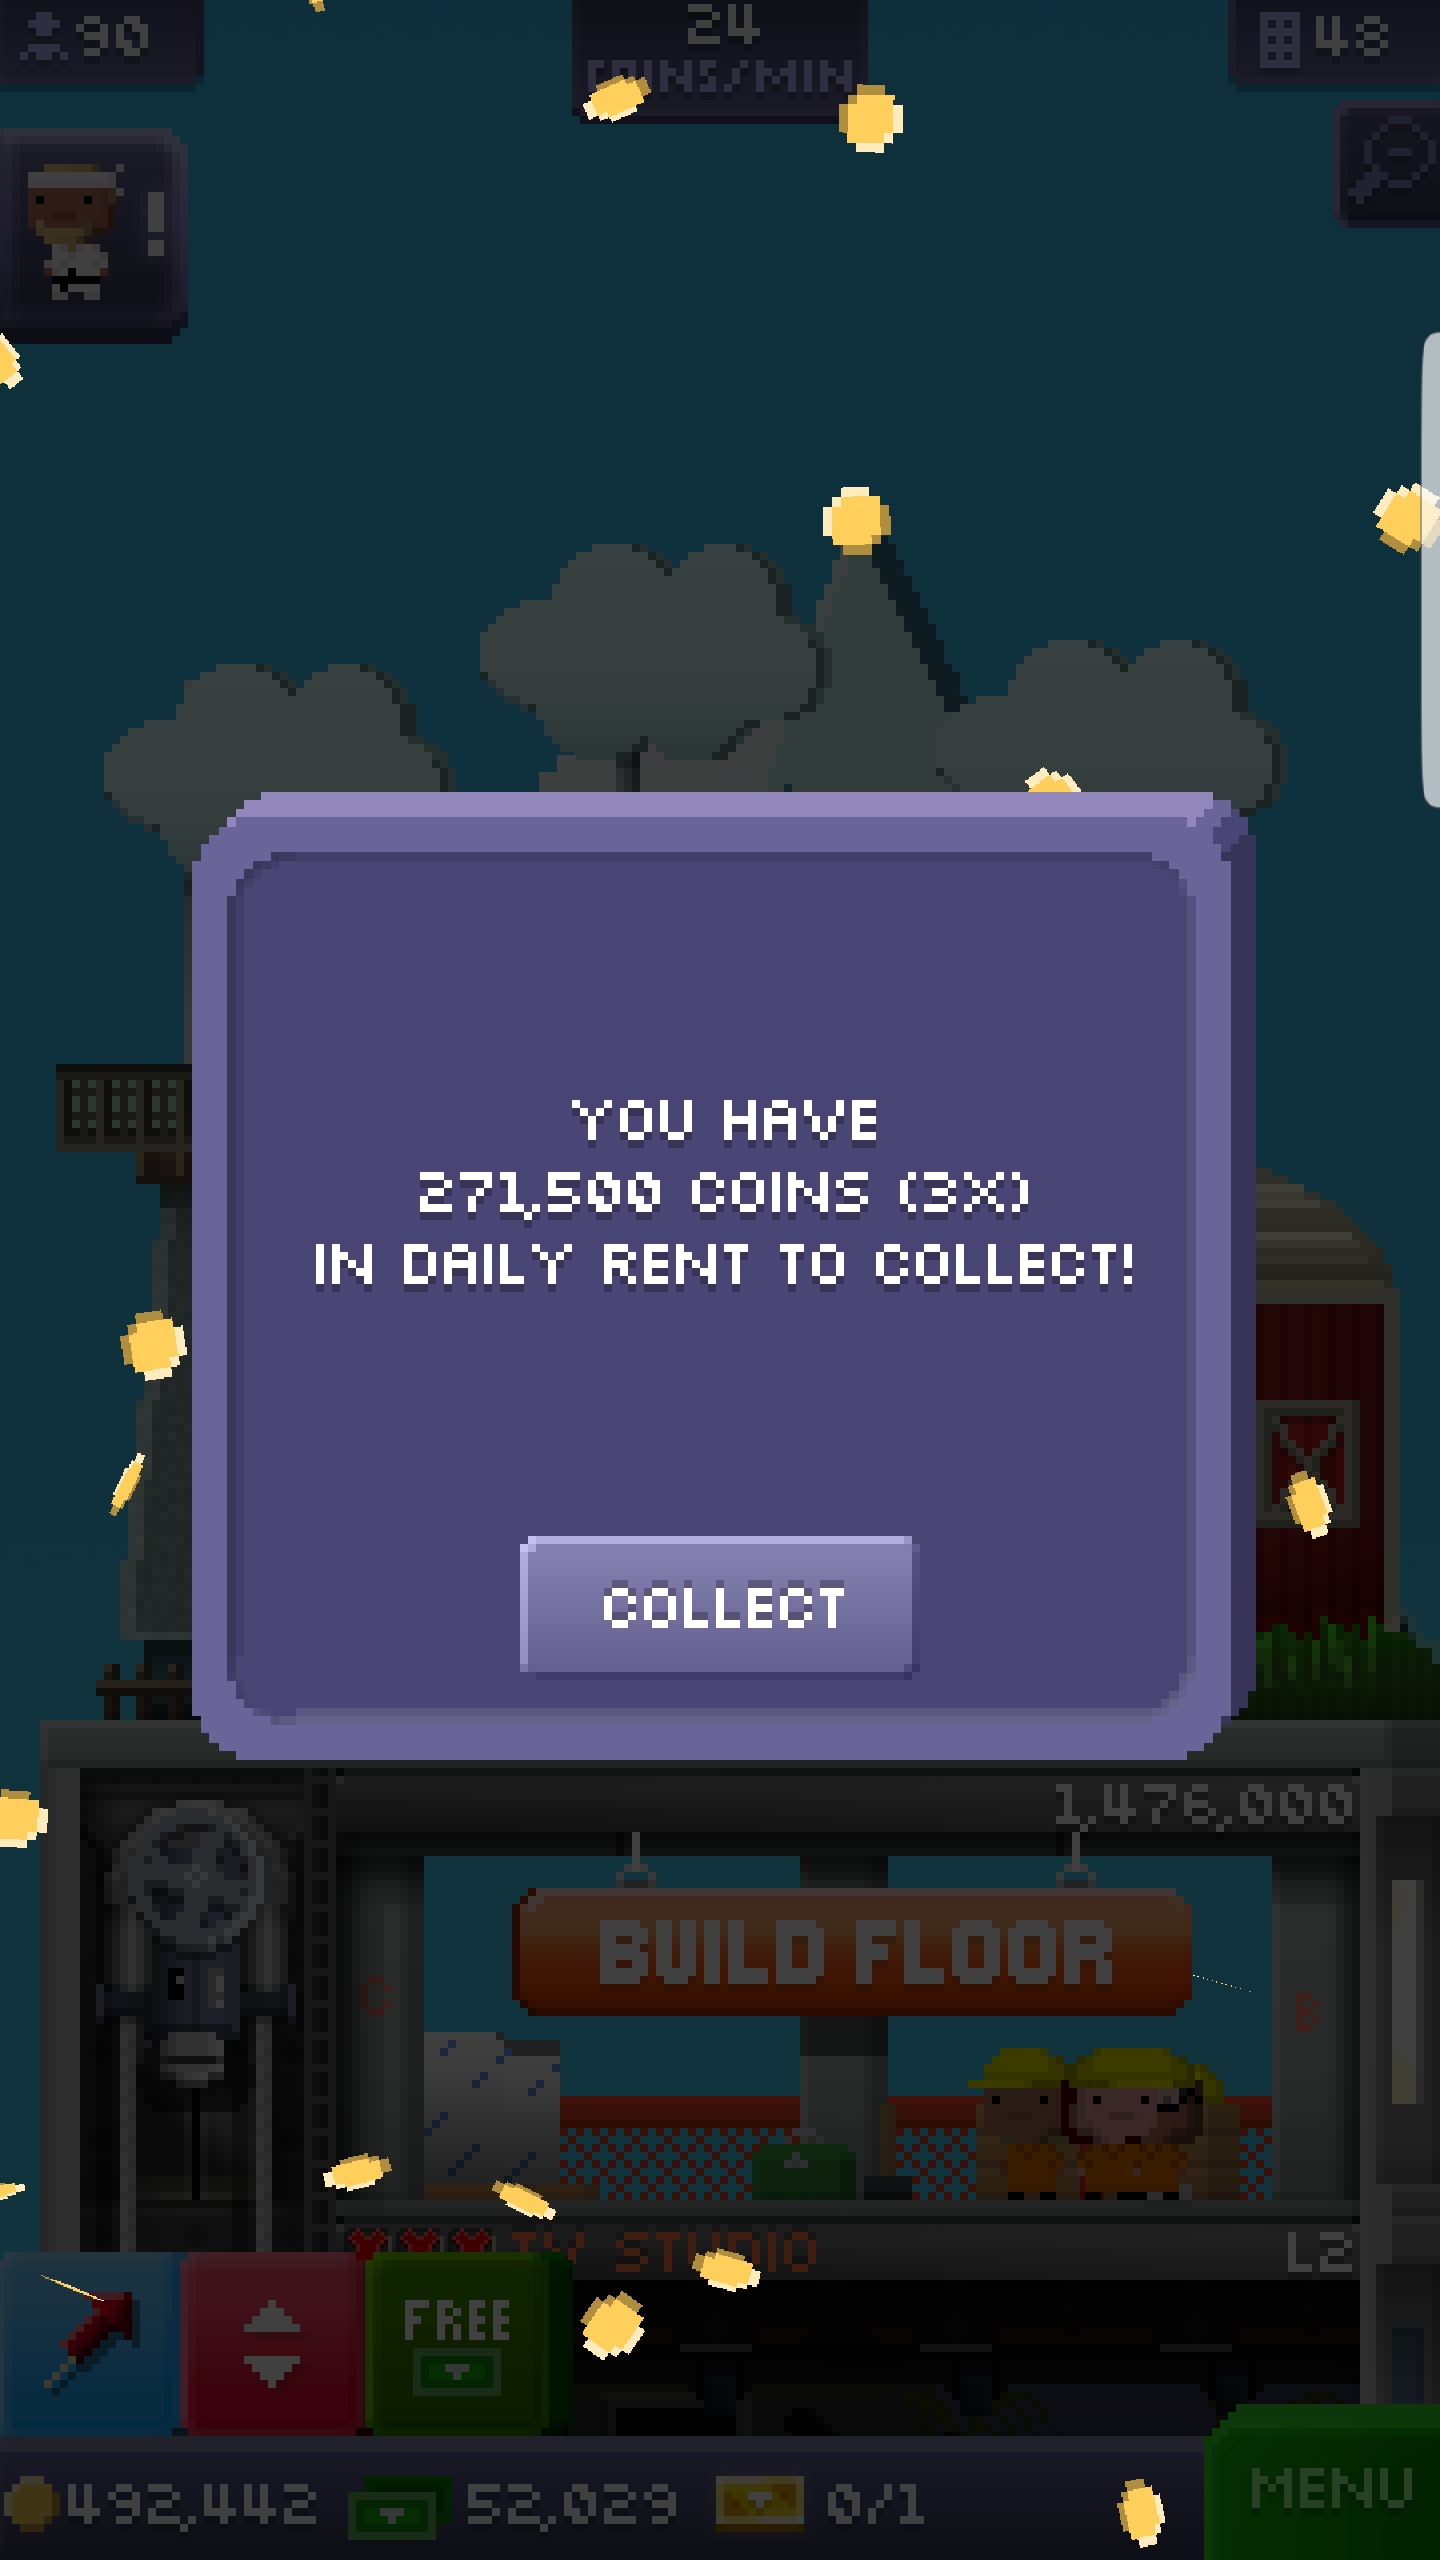 90
24
COINS/MIN
48
!
YOU HAVE
271,500 COINS (3X)
IN DAILY RENT TO COLLECT!
COLLECT
1,476,000
BUILD FLOOR
C
B
TV STUDIO
L2
FREE
492,442
52,029
0/1
MENU